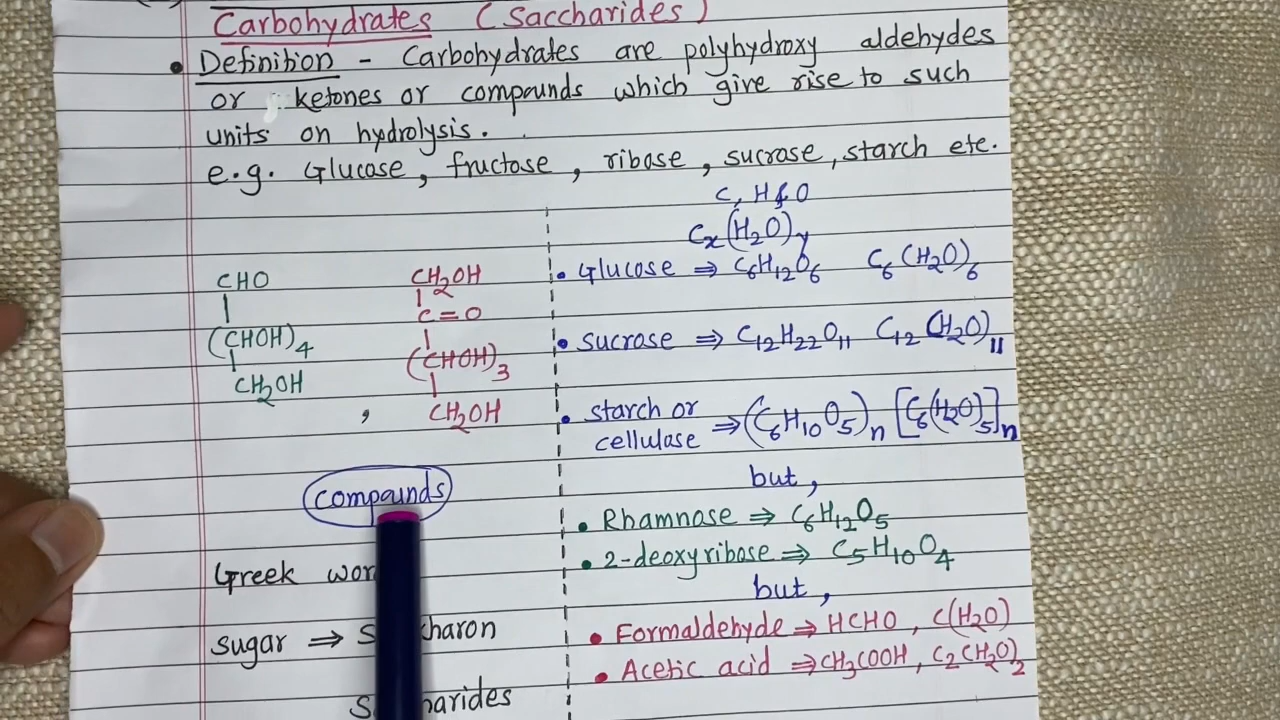 Carbohydrates (Saccharides)
• Definition - Carbohydrates are polyhydroxy aldehydes
or ketones or compounds which give rise to such
units on hydrolysis.
e.g. Glucose, fructose, ribose, sucrose, starch etc.
CHO
(CHOH)4
CH2OH
,
CH2OH
C=O
(CHOH)3
CH2OH
compounds
Greek
sugar ⇒
C, H & O
Cx(H2O)y
• Glucose ⇒ C6H12O6 C6(H2O)6
• sucrose ⇒ C12H22O11 C12(H2O)11
• starch or
cellulose ⇒ (C6H10O5)n [C6(H2O)5]n
but,
• Rhamnose ⇒ C6H12O5
• 2-deoxyribose ⇒ C5H10O4
but,
• Formaldehyde ⇒ HCHO, C(H2O)
• Acetic acid ⇒ CH3COOH, C2(H2O)2